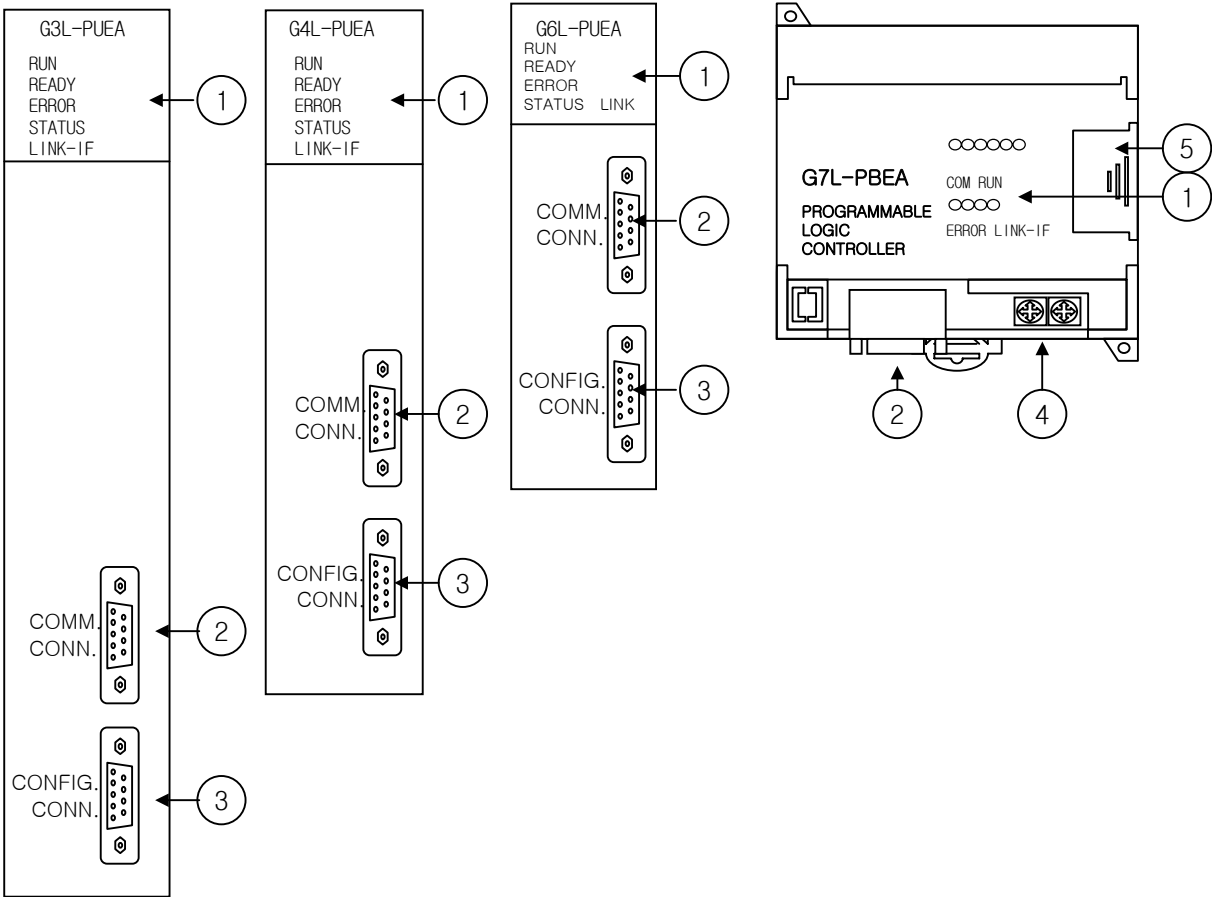 G3L-PUEA
RUN
READY
ERROR
STATUS
LINK-IF
1
COMM.
CONN.
2
CONFIG.
CONN.
3
G4L-PUEA
RUN
READY
ERROR
STATUS
LINK-IF
1
COMM.
CONN.
2
CONFIG.
CONN.
3
G6L-PUEA
RUN
READY
ERROR
STATUS LINK
1
COMM.
CONN.
2
CONFIG.
CONN.
3
G7L-PBEA
PROGRAMMABLE
LOGIC
CONTROLLER
COM RUN
ERROR LINK-IF
5
1
2
4